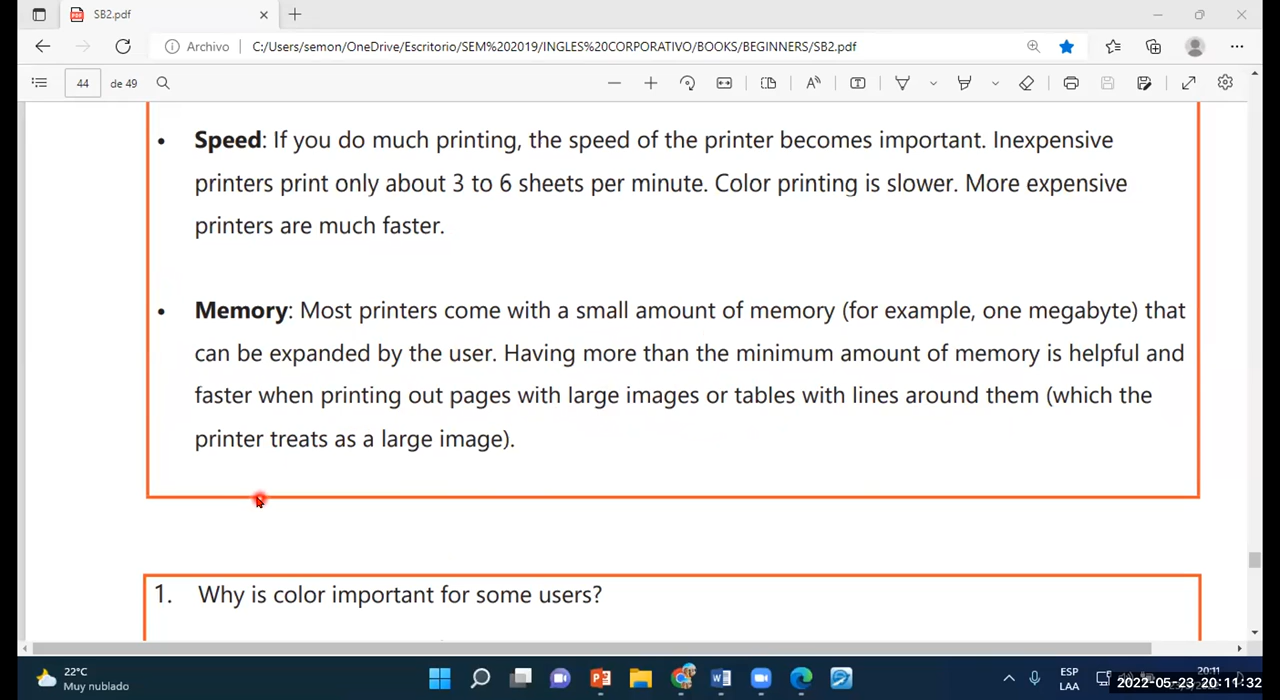 SB2.pdf
Archivo
C:/Users/semon/OneDrive/Escritorio/SEM%202019/INGLES%20CORPORATIVO/BOOKS/BEGINNERS/SB2.pdf
44 de 49
• Speed: If you do much printing, the speed of the printer becomes important. Inexpensive
printers print only about 3 to 6 sheets per minute. Color printing is slower. More expensive
printers are much faster.
• Memory: Most printers come with a small amount of memory (for example, one megabyte) that
can be expanded by the user. Having more than the minimum amount of memory is helpful and
faster when printing out pages with large images or tables with lines around them (which the
printer treats as a large image).
1. Why is color important for some users?
22°C
Muy nublado
ESP
LAA
20:11
2022-05-23 20:11:32